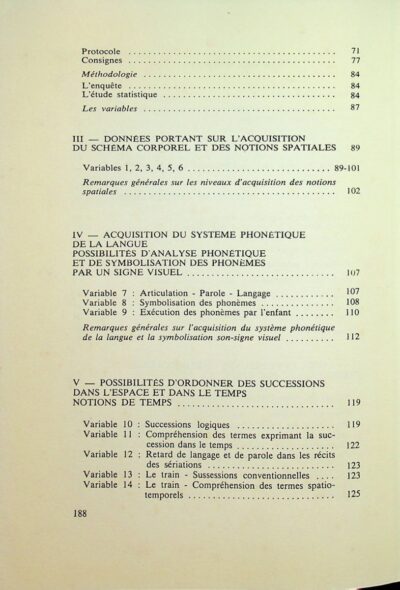 Protocole ........................................ 71
Consignes ........................................ 77
Méthodologie ..................................... 84
L'enquête ........................................ 84
L'étude statistique .............................. 84
Les variables .................................... 87
III — DONNÉES PORTANT SUR L'ACQUISITION
DU SCHÉMA CORPOREL ET DES NOTIONS SPATIALES 89
Variables 1, 2, 3, 4, 5, 6 ........................ 89-101
Remarques générales sur les niveaux d'acquisition des notions
spatiales ........................................ 102
IV — ACQUISITION DU SYSTEME PHONÉTIQUE
DE LA LANGUE
POSSIBILITÉS D'ANALYSE PHONÉTIQUE
ET DE SYMBOLISATION DES PHONÈMES
PAR UN SIGNE VISUEL .............................. 107
Variable 7 : Articulation - Parole - Langage ............ 107
Variable 8 : Symbolisation des phonèmes .............. 108
Variable 9 : Exécution des phonèmes par l'enfant ........ 110
Remarques générales sur l'acquisition du système phonétique
de la langue et la symbolisation son-signe visuel .......... 112
V — POSSIBILITÉS D'ORDONNER DES SUCCESSIONS
DANS L'ESPACE ET DANS LE TEMPS
NOTIONS DE TEMPS ................................. 119
Variable 10 : Successions logiques .................... 119
Variable 11 : Compréhension des termes exprimant la suc-
cession dans le temps ................... 122
Variable 12 : Retard de langage et de parole dans les récits
des sériations .......................... 123
Variable 13 : Le train - Sussessions conventionnelles .... 123
Variable 14 : Le train - Compréhension des termes spatio-
temporels ............................... 125
188